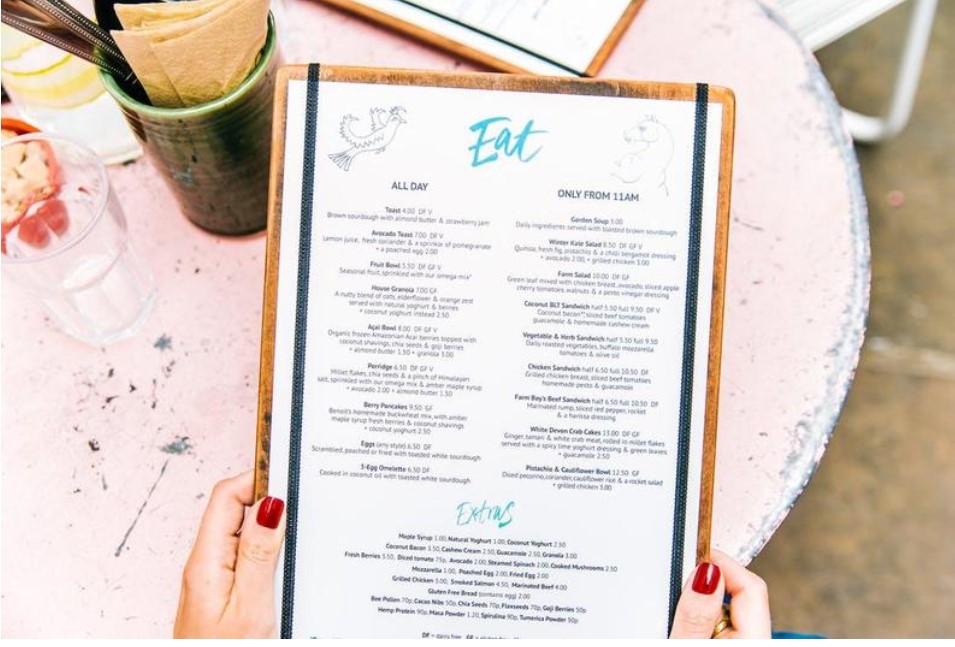 Eat
ALL DAY
Toast 4.00 DF V
Brown sourdough with almond butter & strawberry jam
Avocado Toast 7.00 DF V
Lemon juice, fresh coriander & a sprinkle of pomegranate
+ a poached egg 2.00
Fruit Bowl 5.50 DF GF V
Seasonal fruit, sprinkled with our omega mix*
House Granola 7.00 GF
A nutty blend of oats, elderflower & orange zest
served with natural yoghurt & berries
+ coconut yoghurt instead 2.50
Açai Bowl 8.00 DF GF V
Organic frozen Amazonian Acai berries topped with
coconut shavings, chia seeds & goji berries
+ almond butter 1.50 + granola 3.00
Porridge 6.50 DF GF V
Millet flakes, chia seeds & a pinch of Himalayan
salt, sprinkled with our omega mix & amber maple syrup
+ avocado 2.00 + almond butter 1.50
Berry Pancakes 9.50 GF
Benoit's homemade buckwheat mix, with amber
maple syrup fresh berries & coconut shavings
+ coconut yoghurt 2.50
Eggs (any style) 6.50 DF
Scrambled, poached or fried with toasted white sourdough
3-Egg Omelette 6.50 DF
Cooked in coconut oil with toasted white sourdough
ONLY FROM 11AM
Garden Soup 5.00
Daily ingredients served with toasted brown sourdough
Winter Kale Salad 8.50 DF GF V
Quinoa, fresh fig, pistachio & a chilli bergamot dressing
+ avocado 2.00, + grilled chicken 3.00
Farm Salad 10.00 DF GF
Green leaf mixed with chicken breast, avocado, sliced apple
cherry tomatoes, walnuts & a pesto vinegar dressing
Coconut BLT Sandwich half 5.50 full 9.50 DF V
Coconut bacon**, sliced beef tomatoes
guacamole & homemade cashew cream
Vegetable & Herb Sandwich half 5.50 full 9.50
Daily roasted vegetables, buffalo mozzarella
tomatoes & olive oil
Chicken Sandwich half 6.50 full 10.50 DF
Grilled chicken breast, sliced beef tomatoes
homemade pesto & guacamole
Farm Boy's Beef Sandwich half 6.50 full 10.50 DF
Marinated rump, sliced red pepper, rocket
& a harissa dressing
White Devon Crab Cakes 13.00 DF GF
Ginger, tamari & white crab meat, rolled in millet flakes
served with a spicy lime yoghurt dressing & green leaves
+ guacamole 2.50
Pistachio & Cauliflower Bowl 12.50 GF
Diced pecorino, coriander, cauliflower rice & a rocket salad
+ grilled chicken 3.00
Extras
Maple Syrup 1.00, Natural Yoghurt 1.00, Coconut Yoghurt 2.50
Coconut Bacon 3.50, Cashew Cream 2.50, Guacamole 2.50, Granola 3.00
Fresh Berries 3.50, Diced tomato 75p, Avocado 2.00, Steamed Spinach 2.00, Cooked Mushrooms 2.50
Mozzarella 3.00, Poached Egg 2.00, Fried Egg 2.00
Grilled Chicken 3.00, Smoked Salmon 4.50, Marinated Beef 4.00
Gluten Free Bread (contains egg) 2.00
Bee Pollen 70p, Cacao Nibs 50p, Chia Seeds 70p, Flaxseeds 70p, Goji Berries 50p
Hemp Protein 90p, Maca Powder 1.20, Spirulina 90p, Tumerica Powder 50p
DF = dairy free GF